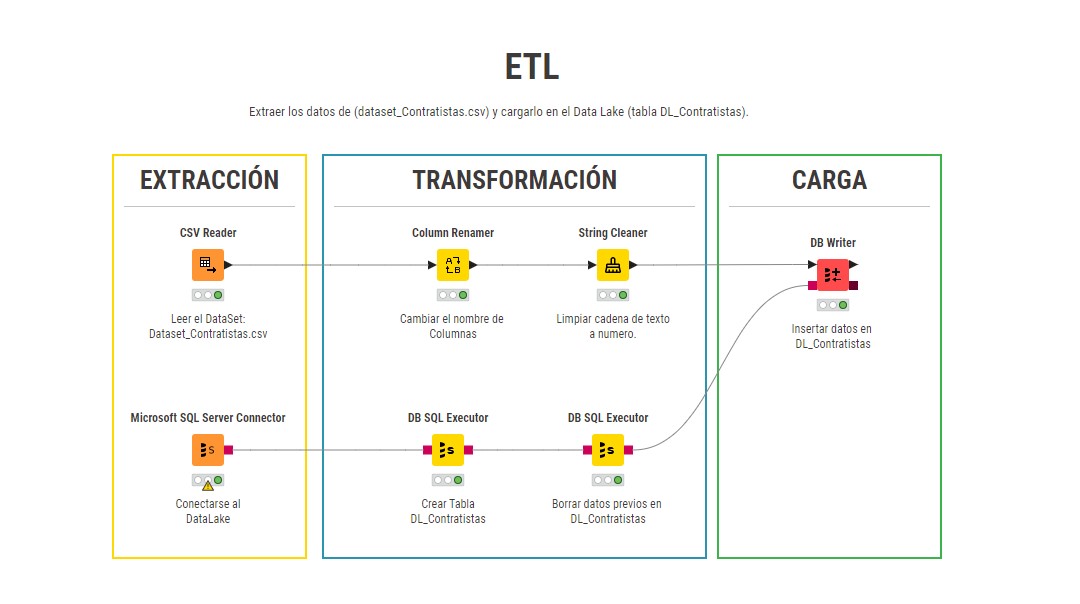 ETL
Extraer los datos de (dataset_Contratistas.csv) y cargarlo en el Data Lake (tabla DL_Contratistas).
EXTRACCIÓN
CSV Reader
Leer el DataSet:
Dataset_Contratistas.csv
Microsoft SQL Server Connector
S
Conectarse al
DataLake
TRANSFORMACIÓN
Column Renamer
A
B
Cambiar el nombre de
Columnas
String Cleaner
Limpiar cadena de texto
a numero.
DB SQL Executor
S
Crear Tabla
DL_Contratistas
DB SQL Executor
S
Borrar datos previos en
DL_Contratistas
CARGA
DB Writer
Insertar datos en
DL_Contratistas